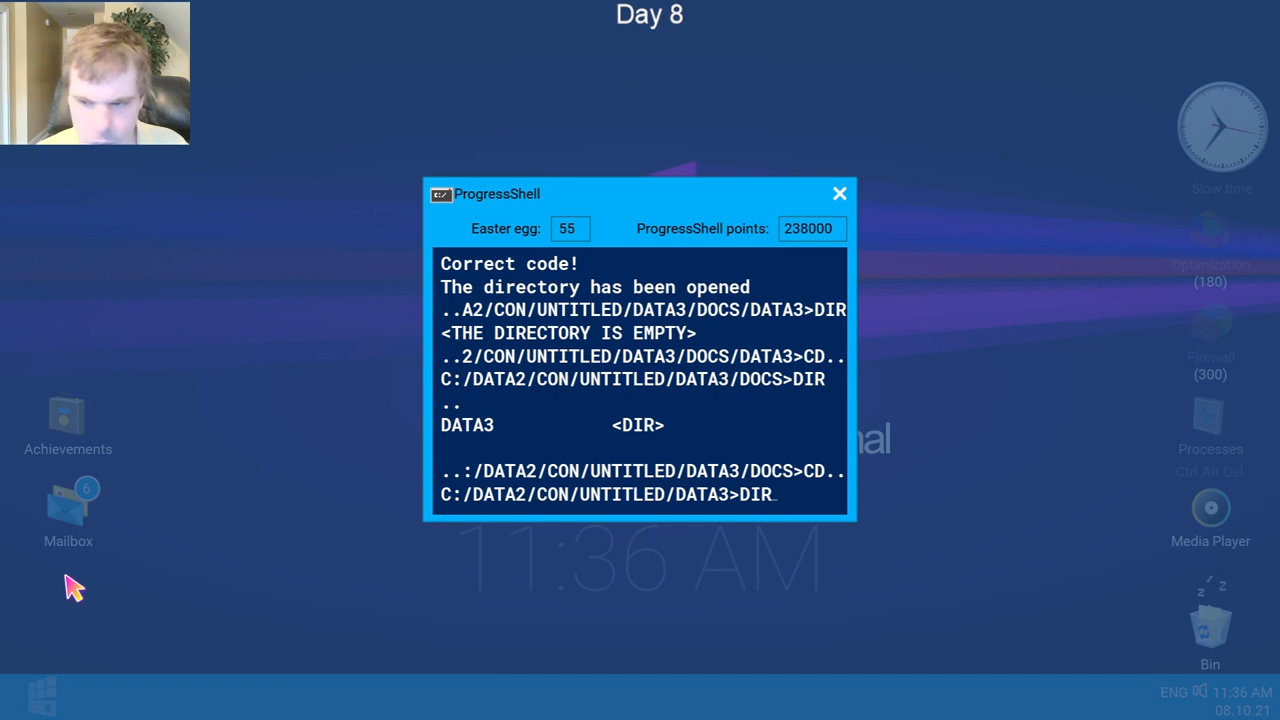 Day 8
ProgressShell
Easter egg: 55 ProgressShell points: 238000
Correct code!
The directory has been opened
..A2/CON/UNTITLED/DATA3/DOCS/DATA3>DIR
<THE DIRECTORY IS EMPTY>
..2/CON/UNTITLED/DATA3/DOCS/DATA3>CD..
C:/DATA2/CON/UNTITLED/DATA3/DOCS>DIR
..
DATA3 <DIR>
..:/DATA2/CON/UNTITLED/DATA3/DOCS>CD..
C:/DATA2/CON/UNTITLED/DATA3>DIR_
nal
11:36 AM
Achievements
6
Mailbox
Slow time
Optimization
(180)
Firewall
(300)
Processes
Ctrl Alt Del
Media Player
z z
z
Bin
ENG 11:36 AM
08.10.21